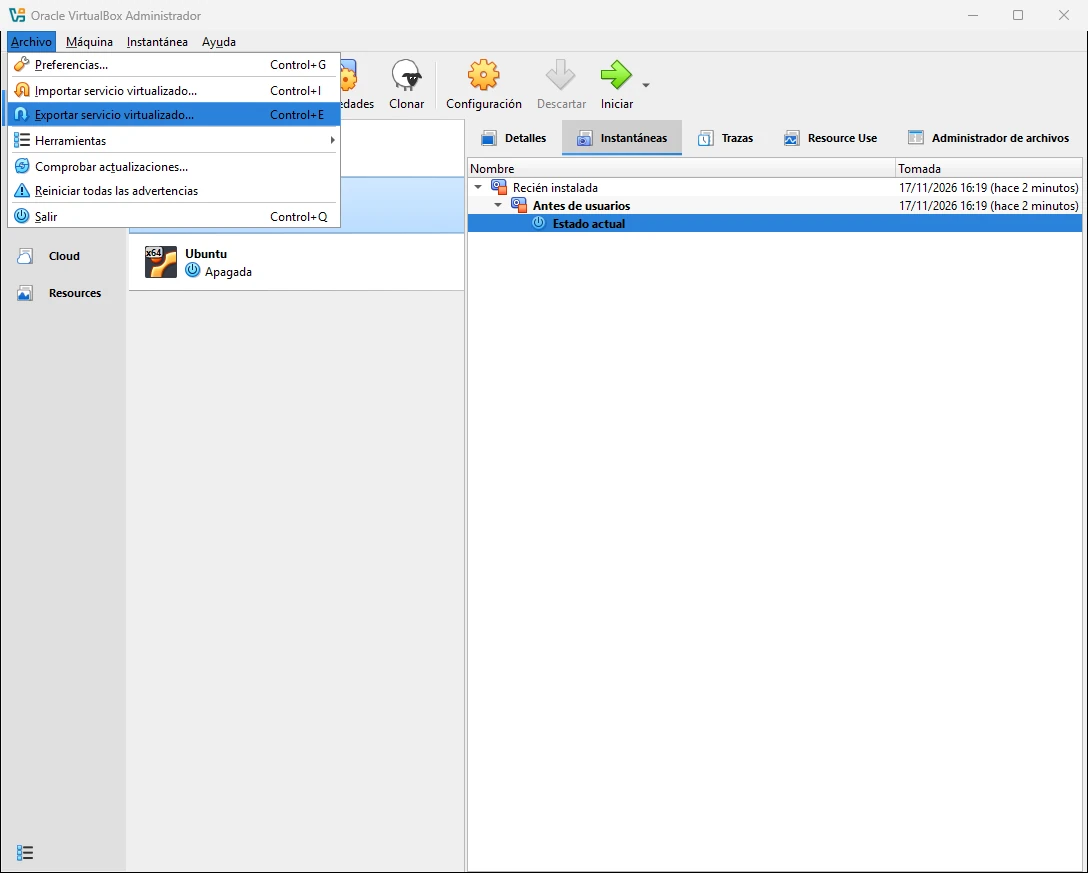 Oracle VirtualBox Administrador
Archivo Máquina Instantánea Ayuda
Preferencias... Control+G
Importar servicio virtualizado... Control+I
Exportar servicio virtualizado... Control+E
Herramientas
Comprobar actualizaciones...
Reiniciar todas las advertencias
Salir Control+Q
edades Clonar Configuración Descartar Iniciar
Detalles Instantáneas Trazas Resource Use Administrador de archivos
Nombre Tomada
Recién instalada 17/11/2026 16:19 (hace 2 minutos)
Antes de usuarios 17/11/2026 16:19 (hace 2 minutos)
Estado actual
Cloud
Resources
x64
Ubuntu
Apagada